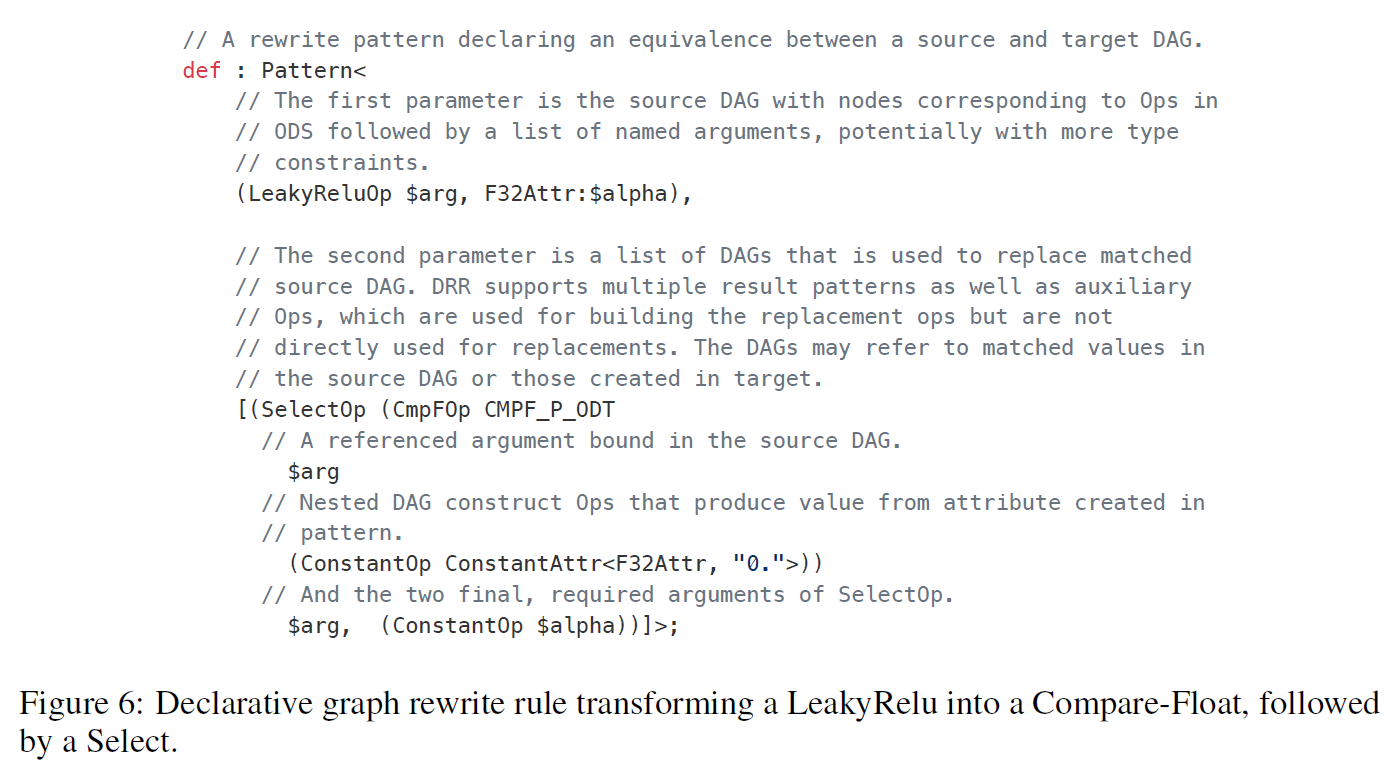 // A rewrite pattern declaring an equivalence between a source and target DAG.
def : Pattern<
// The first parameter is the source DAG with nodes corresponding to Ops in
// ODS followed by a list of named arguments, potentially with more type
// constraints.
(LeakyReluOp $arg, F32Attr:$alpha),
// The second parameter is a list of DAGs that is used to replace matched
// source DAG. DRR supports multiple result patterns as well as auxiliary
// Ops, which are used for building the replacement ops but are not
// directly used for replacements. The DAGs may refer to matched values in
// the source DAG or those created in target.
[(SelectOp (CmpFOp CMPF_P_ODT
// A referenced argument bound in the source DAG.
$arg
// Nested DAG construct Ops that produce value from attribute created in
// pattern.
(ConstantOp ConstantAttr<F32Attr, "0.">))
// And the two final, required arguments of SelectOp.
$arg,  (ConstantOp $alpha))]>;
Figure 6: Declarative graph rewrite rule transforming a LeakyRelu into a Compare-Float, followed
by a Select.